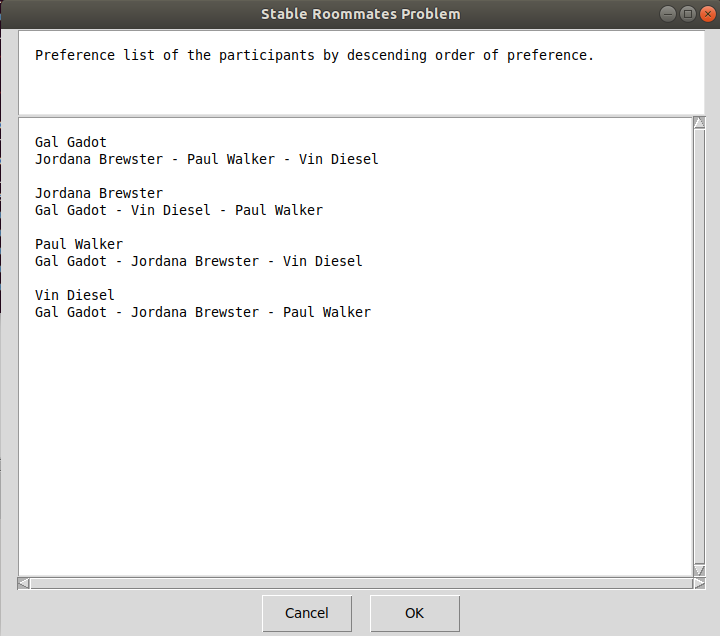 Stable Roommates Problem
Preference list of the participants by descending order of preference.
Gal Gadot
Jordana Brewster - Paul Walker - Vin Diesel
Jordana Brewster
Gal Gadot - Vin Diesel - Paul Walker
Paul Walker
Gal Gadot - Jordana Brewster - Vin Diesel
Vin Diesel
Gal Gadot - Jordana Brewster - Paul Walker
Cancel
OK